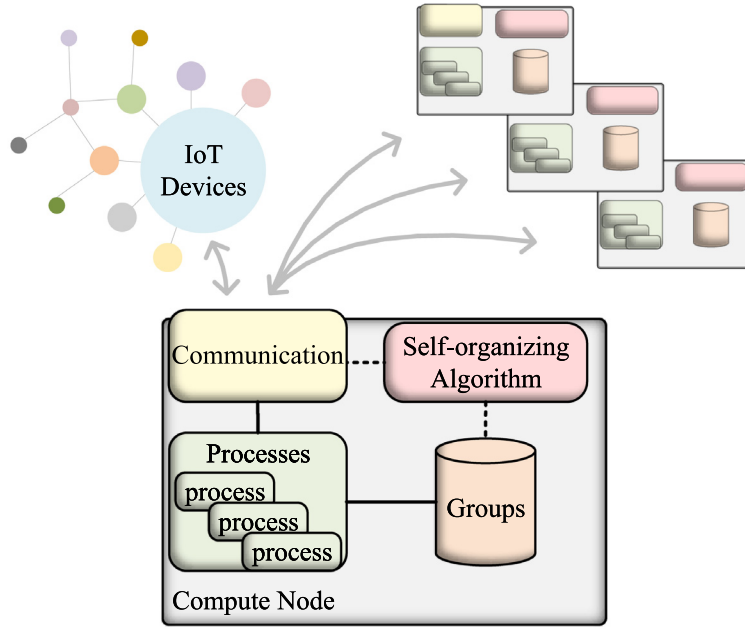 IoT
Devices
Communication
Self-organizing
Algorithm
Processes
process
process
process
Groups
Compute Node